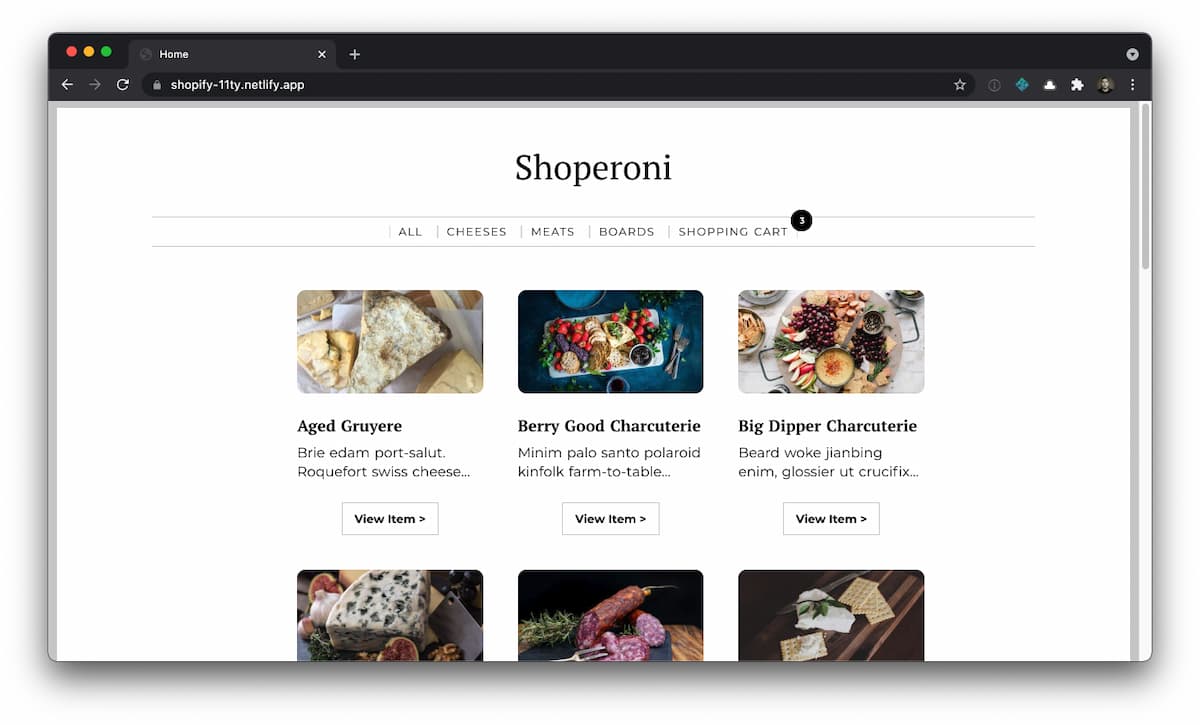 Home
shopify-11ty.netlify.app
Shoperoni
ALL | CHEESES | MEATS | BOARDS | SHOPPING CART 3
Aged Gruyere
Brie edam port-salut.
Roquefort swiss cheese...
View Item >
Berry Good Charcuterie
Minim palo santo polaroid
kinfolk farm-to-table...
View Item >
Big Dipper Charcuterie
Beard woke jianbing
enim, glossier ut crucifix...
View Item >